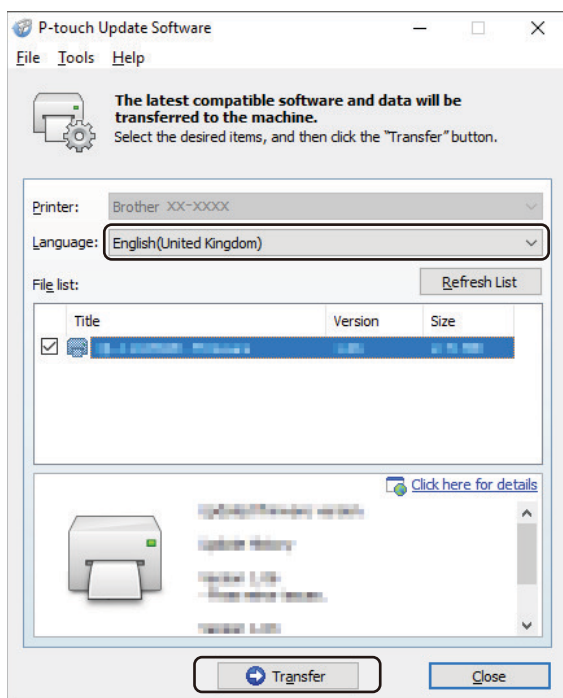 P-touch Update Software
File Tools Help
The latest compatible software and data will be
transferred to the machine.
Select the desired items, and then click the "Transfer" button.
Printer: Brother XX-XXXX
Language: English(United Kingdom)
File list: Refresh List
Title Version Size
Click here for details
Transfer Close